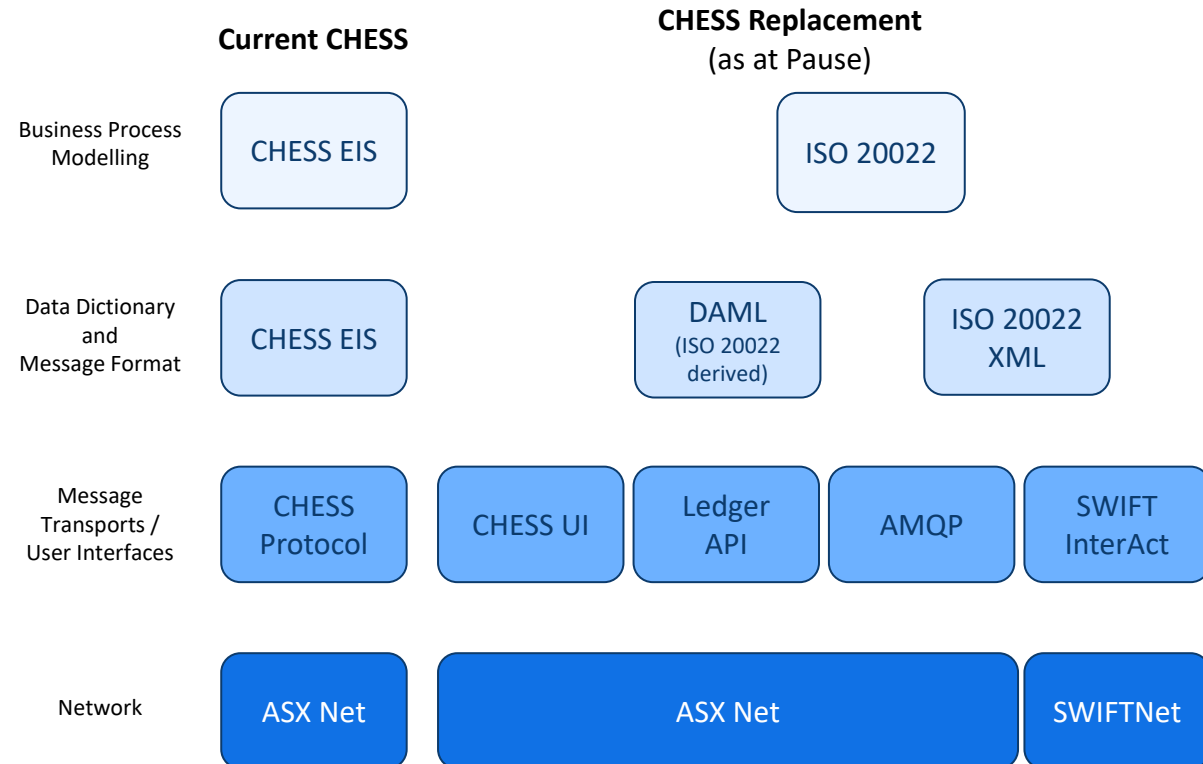 Current CHESS
CHESS Replacement
(as at Pause)
Business Process
Modelling
CHESS EIS
ISO 20022
Data Dictionary
and
Message Format
CHESS EIS
DAML
(ISO 20022
derived)
ISO 20022
XML
Message
Transports /
User Interfaces
CHESS
Protocol
CHESS UI
Ledger
API
AMQP
SWIFT
InterAct
Network
ASX Net
ASX Net
SWIFTNet